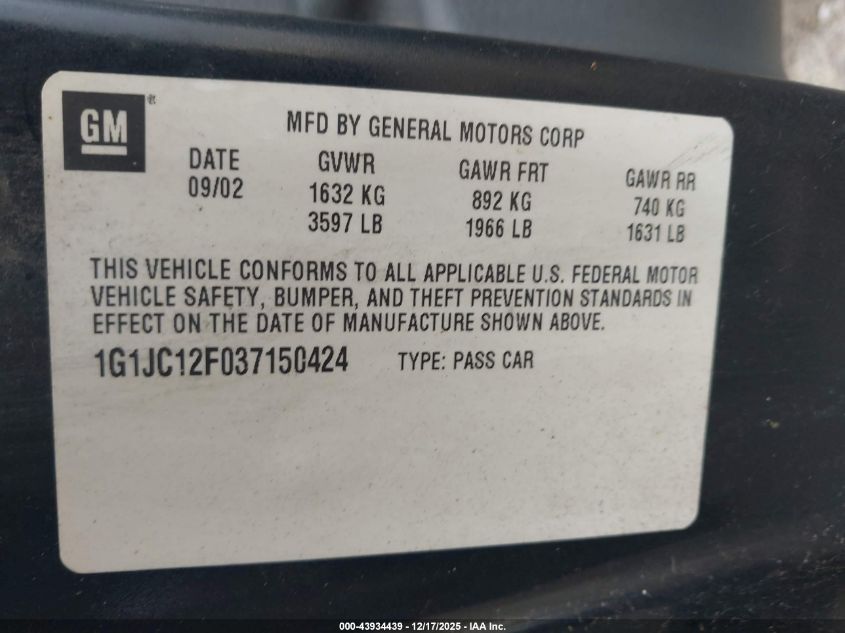 GM®
MFD BY GENERAL MOTORS CORP
DATE GVWR GAWR FRT GAWR RR
09/02 1632 KG 892 KG 740 KG
3597 LB 1966 LB 1631 LB
THIS VEHICLE CONFORMS TO ALL APPLICABLE U.S. FEDERAL MOTOR
VEHICLE SAFETY, BUMPER, AND THEFT PREVENTION STANDARDS IN
EFFECT ON THE DATE OF MANUFACTURE SHOWN ABOVE.
1G1JC12F037150424 TYPE: PASS CAR
000-43934439 - 12/17/2025 - IAA Inc.